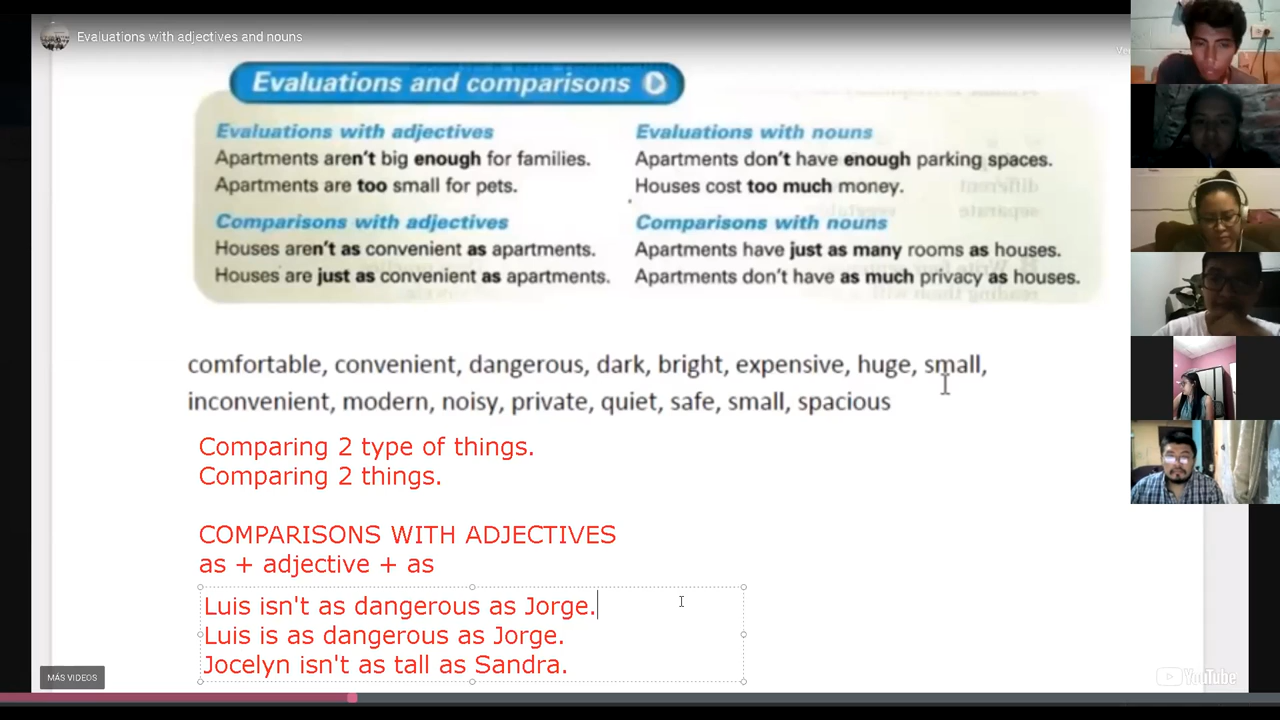 Evaluations with adjectives and nouns
Evaluations and comparisons
Evaluations with adjectives
Apartments aren't big enough for families.
Apartments are too small for pets.
Comparisons with adjectives
Houses aren't as convenient as apartments.
Houses are just as convenient as apartments.
Evaluations with nouns
Apartments don't have enough parking spaces.
Houses cost too much money.
Comparisons with nouns
Apartments have just as many rooms as houses.
Apartments don't have as much privacy as houses.
comfortable, convenient, dangerous, dark, bright, expensive, huge, small,
inconvenient, modern, noisy, private, quiet, safe, small, spacious
Comparing 2 type of things.
Comparing 2 things.
COMPARISONS WITH ADJECTIVES
as + adjective + as
Luis isn't as dangerous as Jorge.
Luis is as dangerous as Jorge.
Jocelyn isn't as tall as Sandra.
MÁS VIDEOS
YouTube